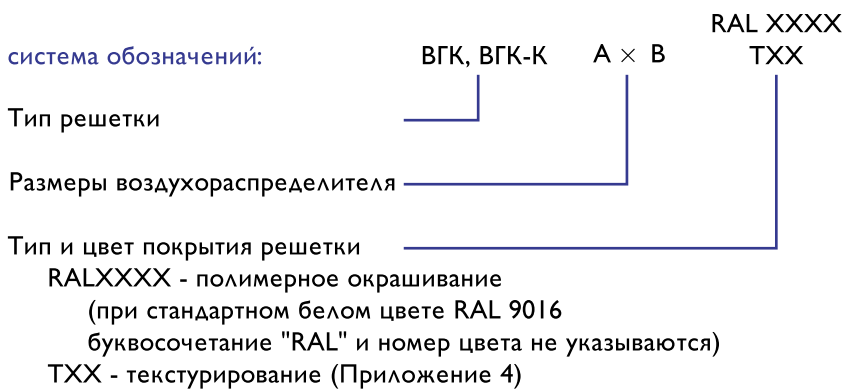 RAL XXXX
система обозначений: ВГК, ВГК-К А × В ТХХ
Тип решетки
Размеры воздухораспределителя
Тип и цвет покрытия решетки
RALXXXX - полимерное окрашивание
(при стандартном белом цвете RAL 9016
буквосочетание "RAL" и номер цвета не указываются)
ТХХ - текстурирование (Приложение 4)